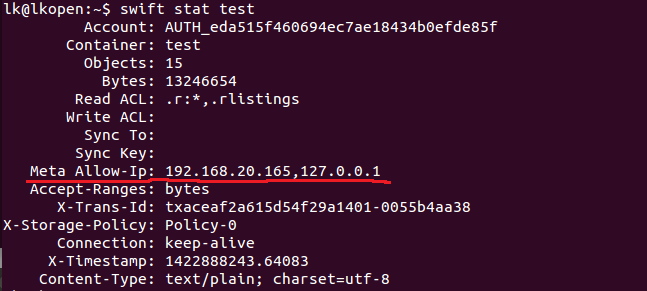 lk@lkopen:~$ swift stat test
Account: AUTH_eda515f460694ec7ae18434b0efde85f
Container: test
Objects: 15
Bytes: 13246654
Read ACL: .r:*,.rlistings
Write ACL:
Sync To:
Sync Key:
Meta Allow-Ip: 192.168.20.165,127.0.0.1
Accept-Ranges: bytes
X-Trans-Id: txaceaf2a615d54f29a1401-0055b4aa38
X-Storage-Policy: Policy-0
Connection: keep-alive
X-Timestamp: 1422888243.64083
Content-Type: text/plain; charset=utf-8